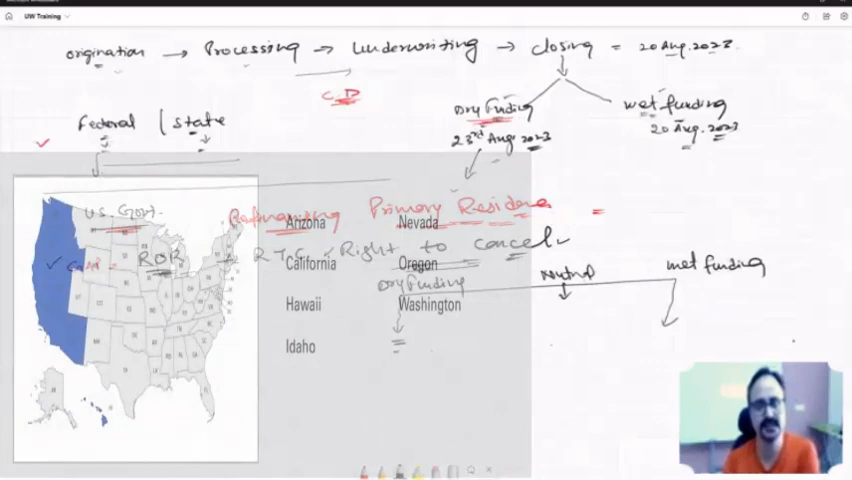 UW Training
origination → Processing → Underwriting → closing = 20 Aug. 2023
C.D
Dry Funding wet funding
Federal | state
23rd Aug. 2023 20 Aug. 2023
U.S. Govt.
Refinancing Primary Residence =
Arizona Nevada
ROR RTC Right to cancel
California Oregon
Dry Funding Neutral wet funding
Hawaii Washington
Idaho